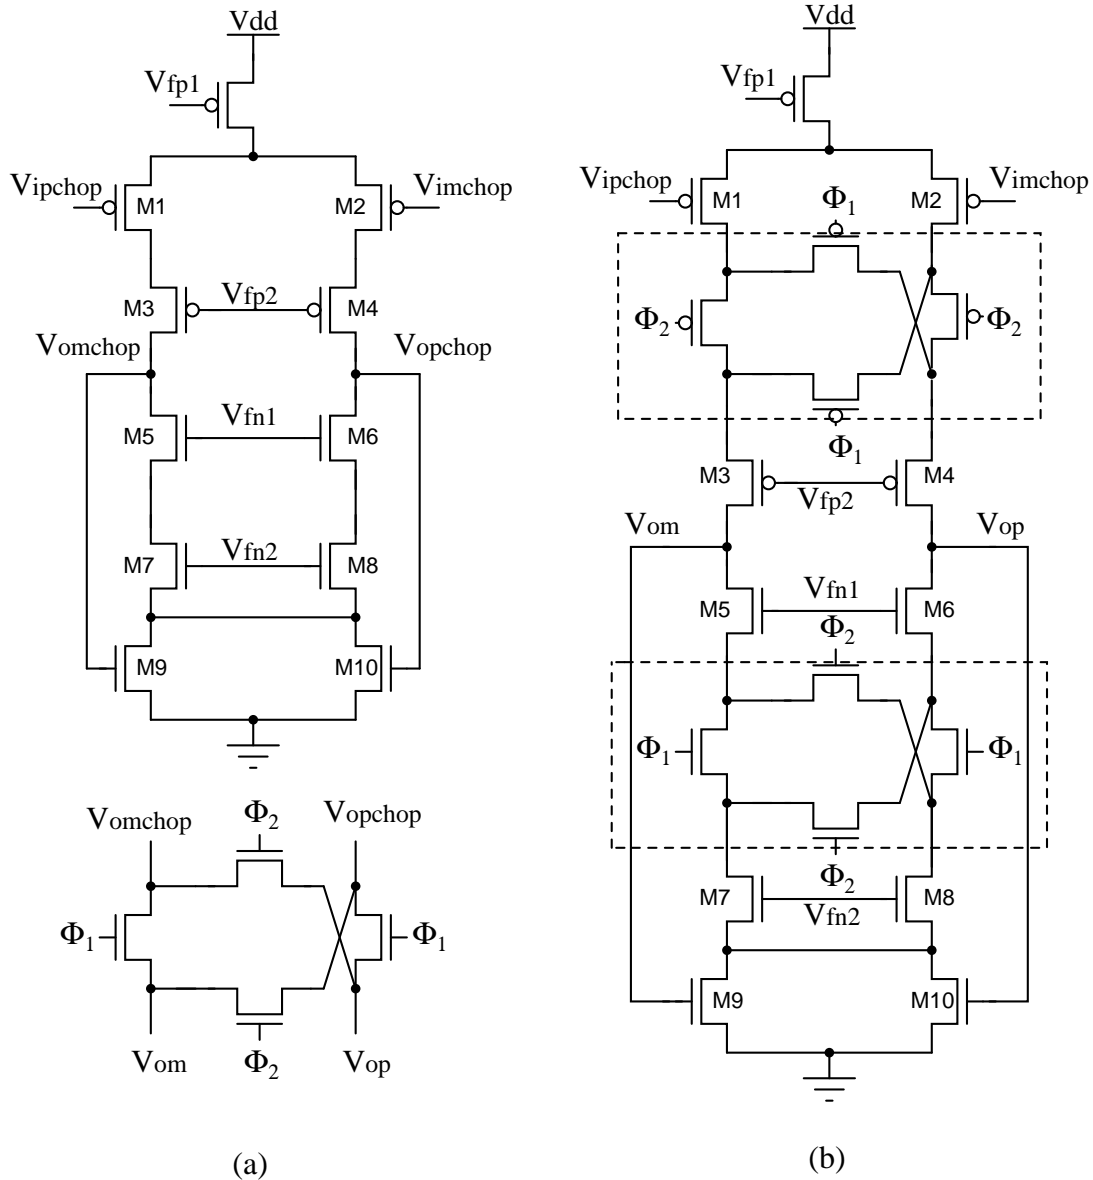 Vdd
Vfp1
Vipchop
M1
M2
Vimchop
M3
Vfp2
M4
Vomchop
Vopchop
M5
Vfn1
M6
M7
Vfn2
M8
M9
M10
Vomchop
Φ2
Vopchop
Φ1
Φ1
Vom
Φ2
Vop
(a)
Vdd
Vfp1
Vipchop
M1
Φ1
M2
Vimchop
Φ2
Φ2
Φ1
M3
Vfp2
M4
Vom
Vop
M5
Vfn1
M6
Φ2
Φ1
Φ1
Φ2
M7
Vfn2
M8
M9
M10
(b)